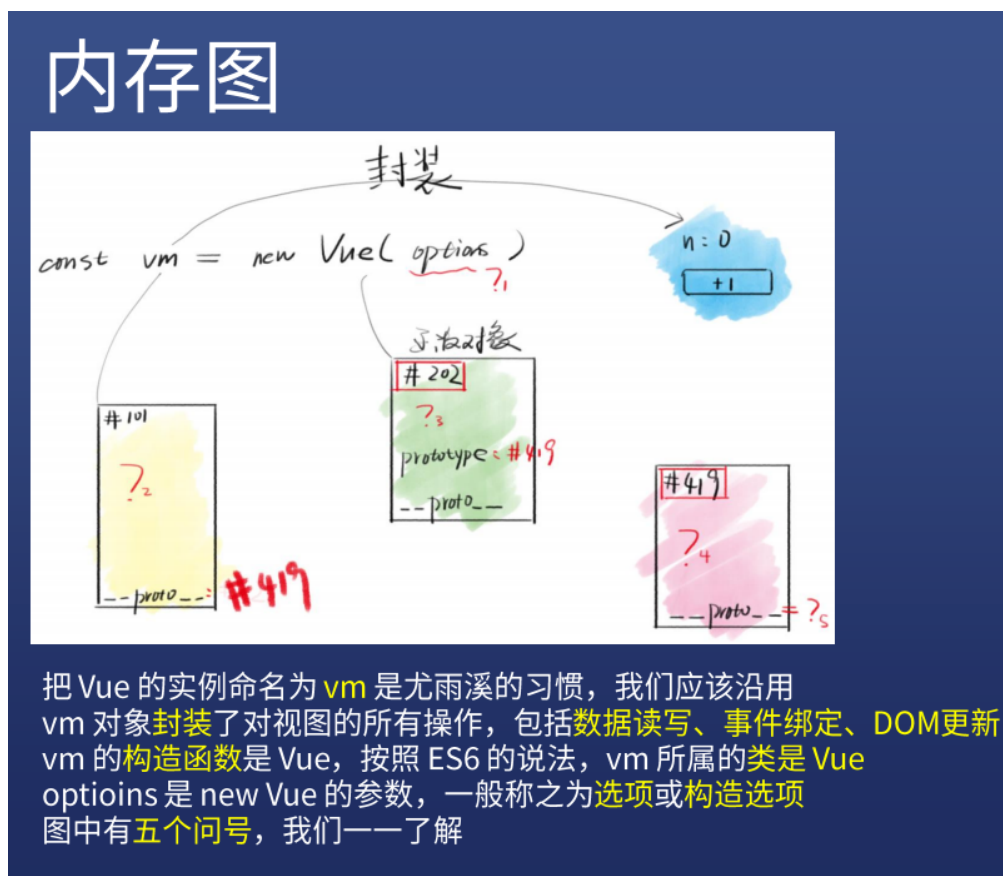 内存图
封装
const vm = new Vue( options )
?1
n: 0
+1
函数对象
#202
?3
prototype: #419
__proto__
#101
?2
__proto__: #419
#419
?4
__proto__ = ?5
把 Vue 的实例命名为 vm 是尤雨溪的习惯，我们应该沿用
vm 对象封装了对视图的所有操作，包括数据读写、事件绑定、DOM更新
vm 的构造函数是 Vue，按照 ES6 的说法，vm 所属的类是 Vue
optioins 是 new Vue 的参数，一般称之为选项或构造选项
图中有五个问号，我们一一了解